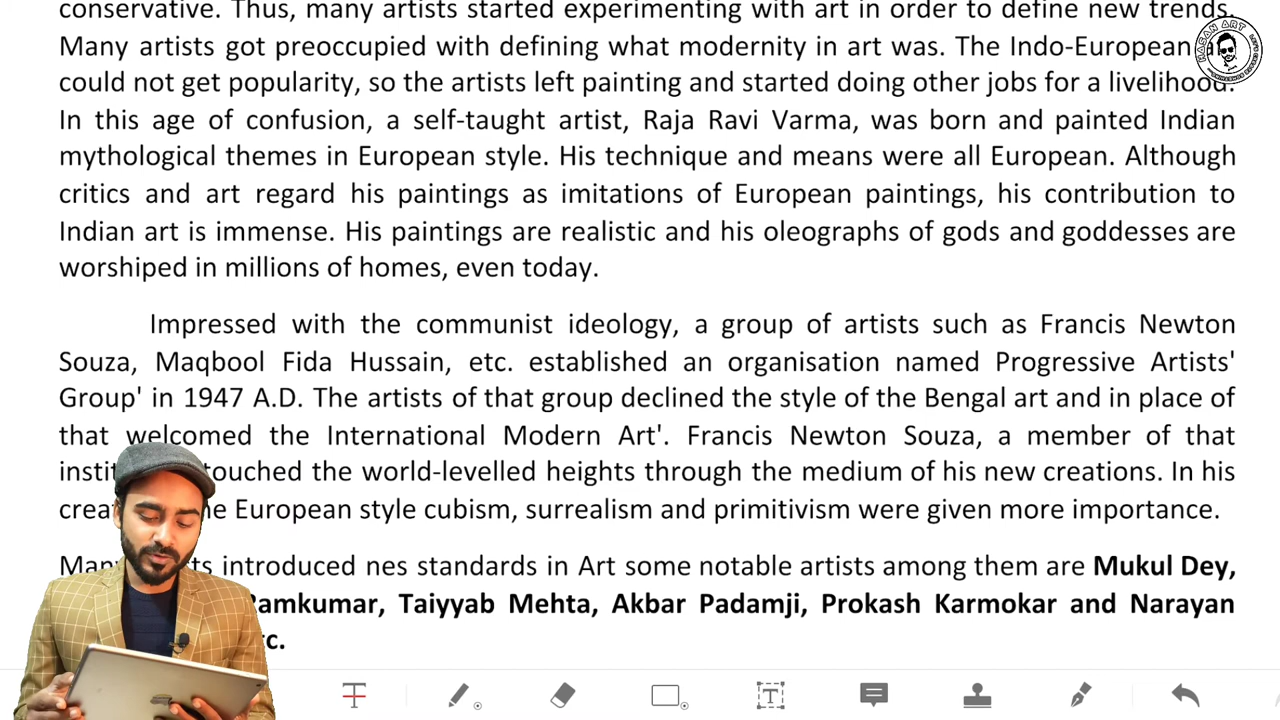 conservative. Thus, many artists started experimenting with art in order to define new trends.
Many artists got preoccupied with defining what modernity in art was. The Indo-European
could not get popularity, so the artists left painting and started doing other jobs for a livelihood.
In this age of confusion, a self-taught artist, Raja Ravi Varma, was born and painted Indian
mythological themes in European style. His technique and means were all European. Although
critics and art regard his paintings as imitations of European paintings, his contribution to
Indian art is immense. His paintings are realistic and his oleographs of gods and goddesses are
worshiped in millions of homes, even today.
Impressed with the communist ideology, a group of artists such as Francis Newton
Souza, Maqbool Fida Hussain, etc. established an organisation named Progressive Artists'
Group' in 1947 A.D. The artists of that group declined the style of the Bengal art and in place of
that welcomed the International Modern Art'. Francis Newton Souza, a member of that
touched the world-levelled heights through the medium of his new creations. In his
European style cubism, surrealism and primitivism were given more importance.
introduced nes standards in Art some notable artists among them are Mukul Dey,
Ramkumar, Taiyyab Mehta, Akbar Padamji, Prokash Karmokar and Narayan